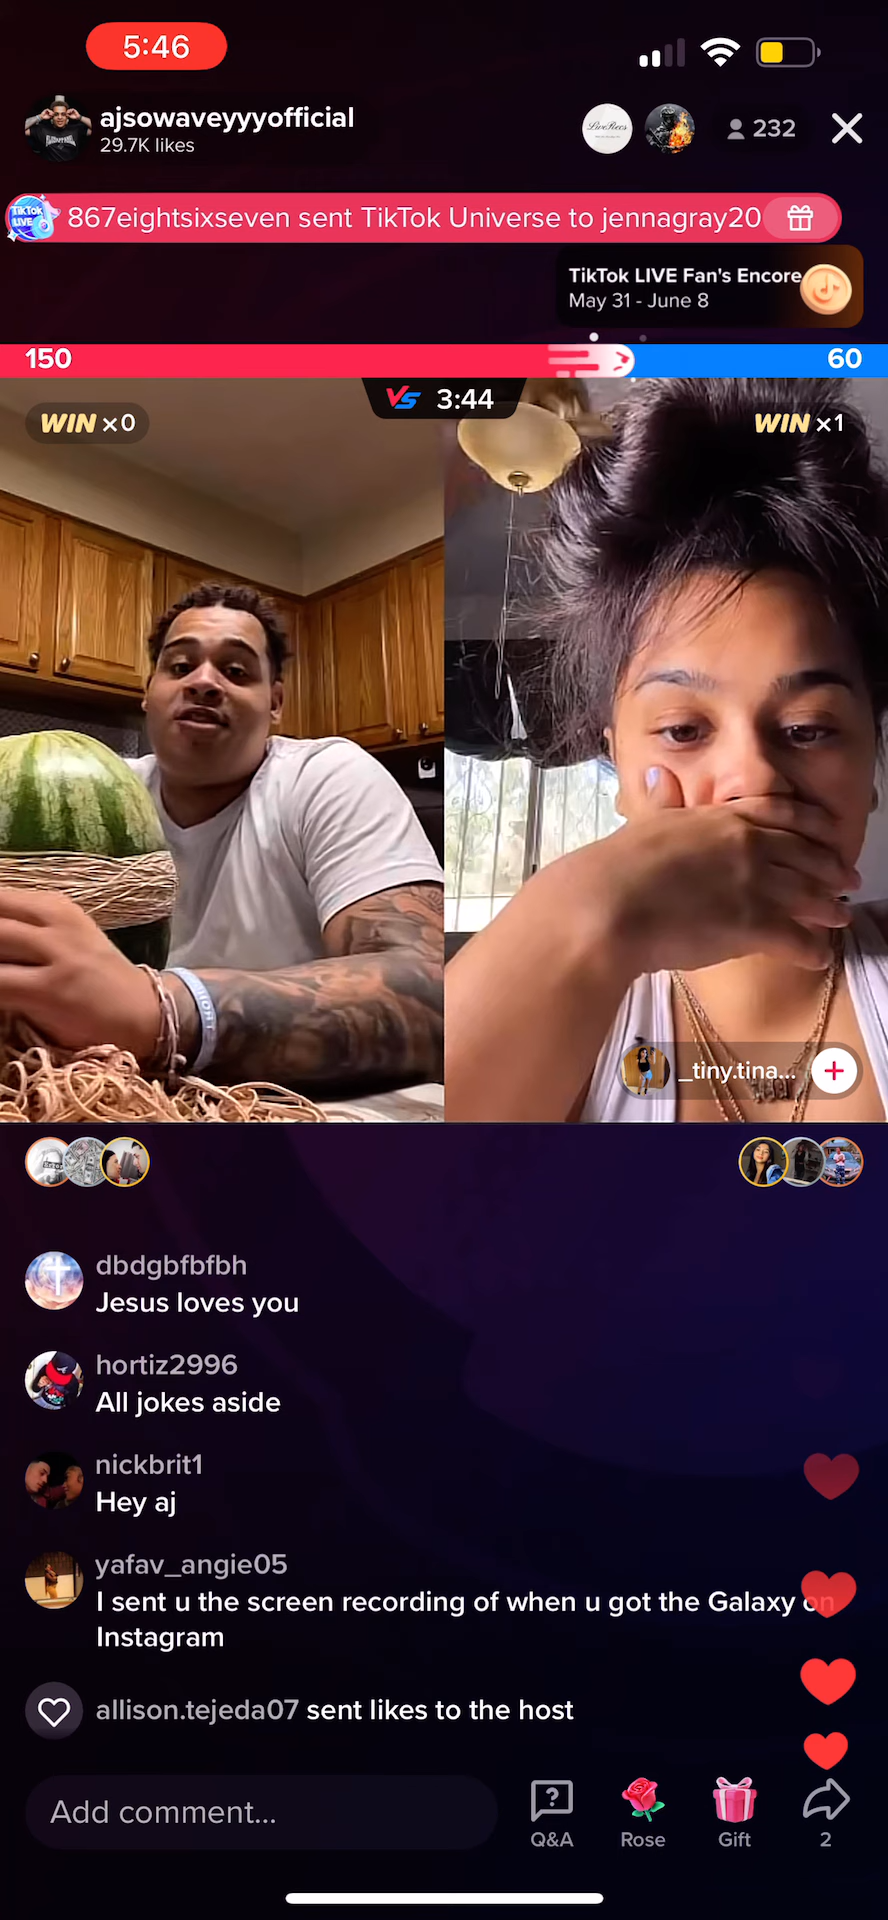 5:46
ajsowaveyyyofficial
29.7K likes
232
867eightsixseven sent TikTok Universe to jennagray20
TikTok LIVE Fan's Encore
May 31 - June 8
150
60
VS 3:44
WIN x0
WIN x1
_tiny.tina...
dbdgbfbfbh
Jesus loves you
hortiz2996
All jokes aside
nickbrit1
Hey aj
yafav_angie05
I sent u the screen recording of when u got the Galaxy on
Instagram
allison.tejeda07 sent likes to the host
Add comment...
Q&A
Rose
Gift
2